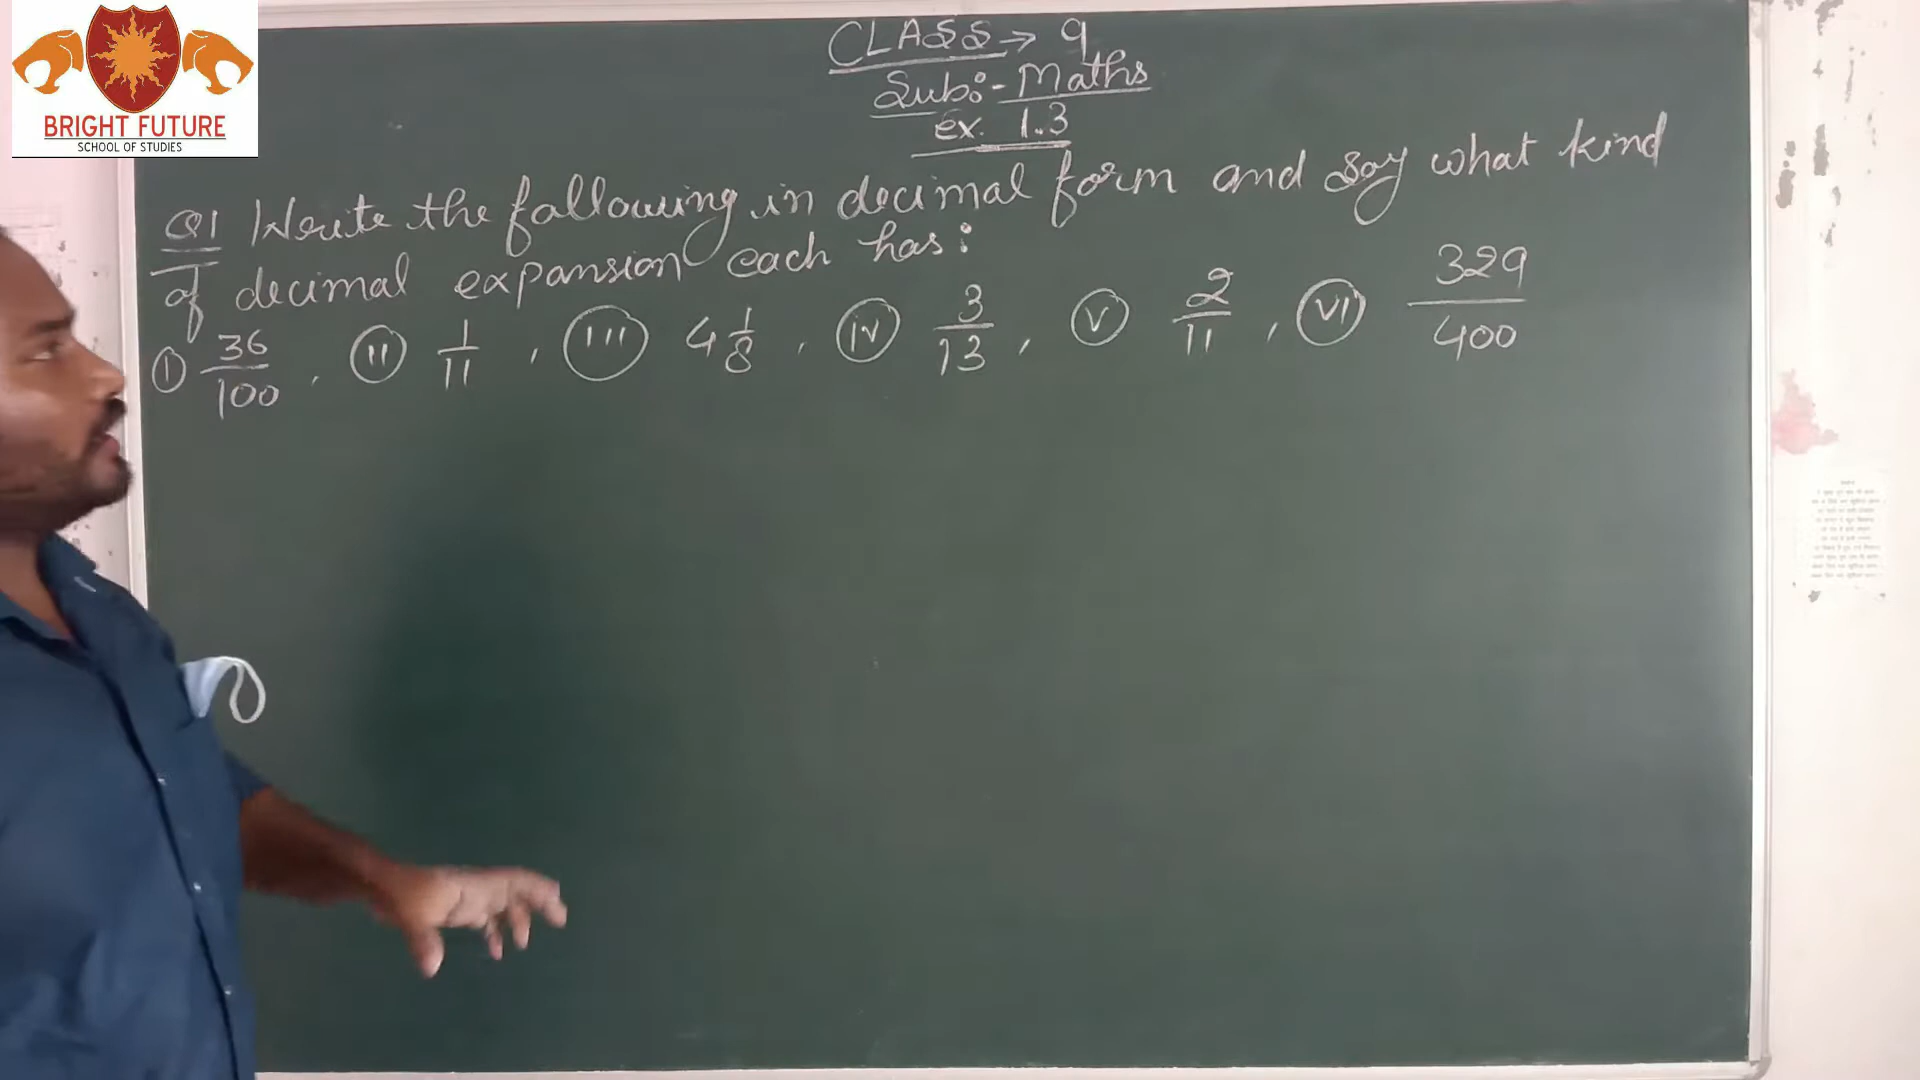 BRIGHT FUTURE
SCHOOL OF STUDIES
CLASS → 9
Sub:- Maths
ex. 1.3
Q1 Write the following in decimal form and say what kind
of decimal expansion each has:
(I) 36/100, (II) 1/11, (III) 4 1/8, (IV) 3/13, (V) 2/11, (VI) 329/400